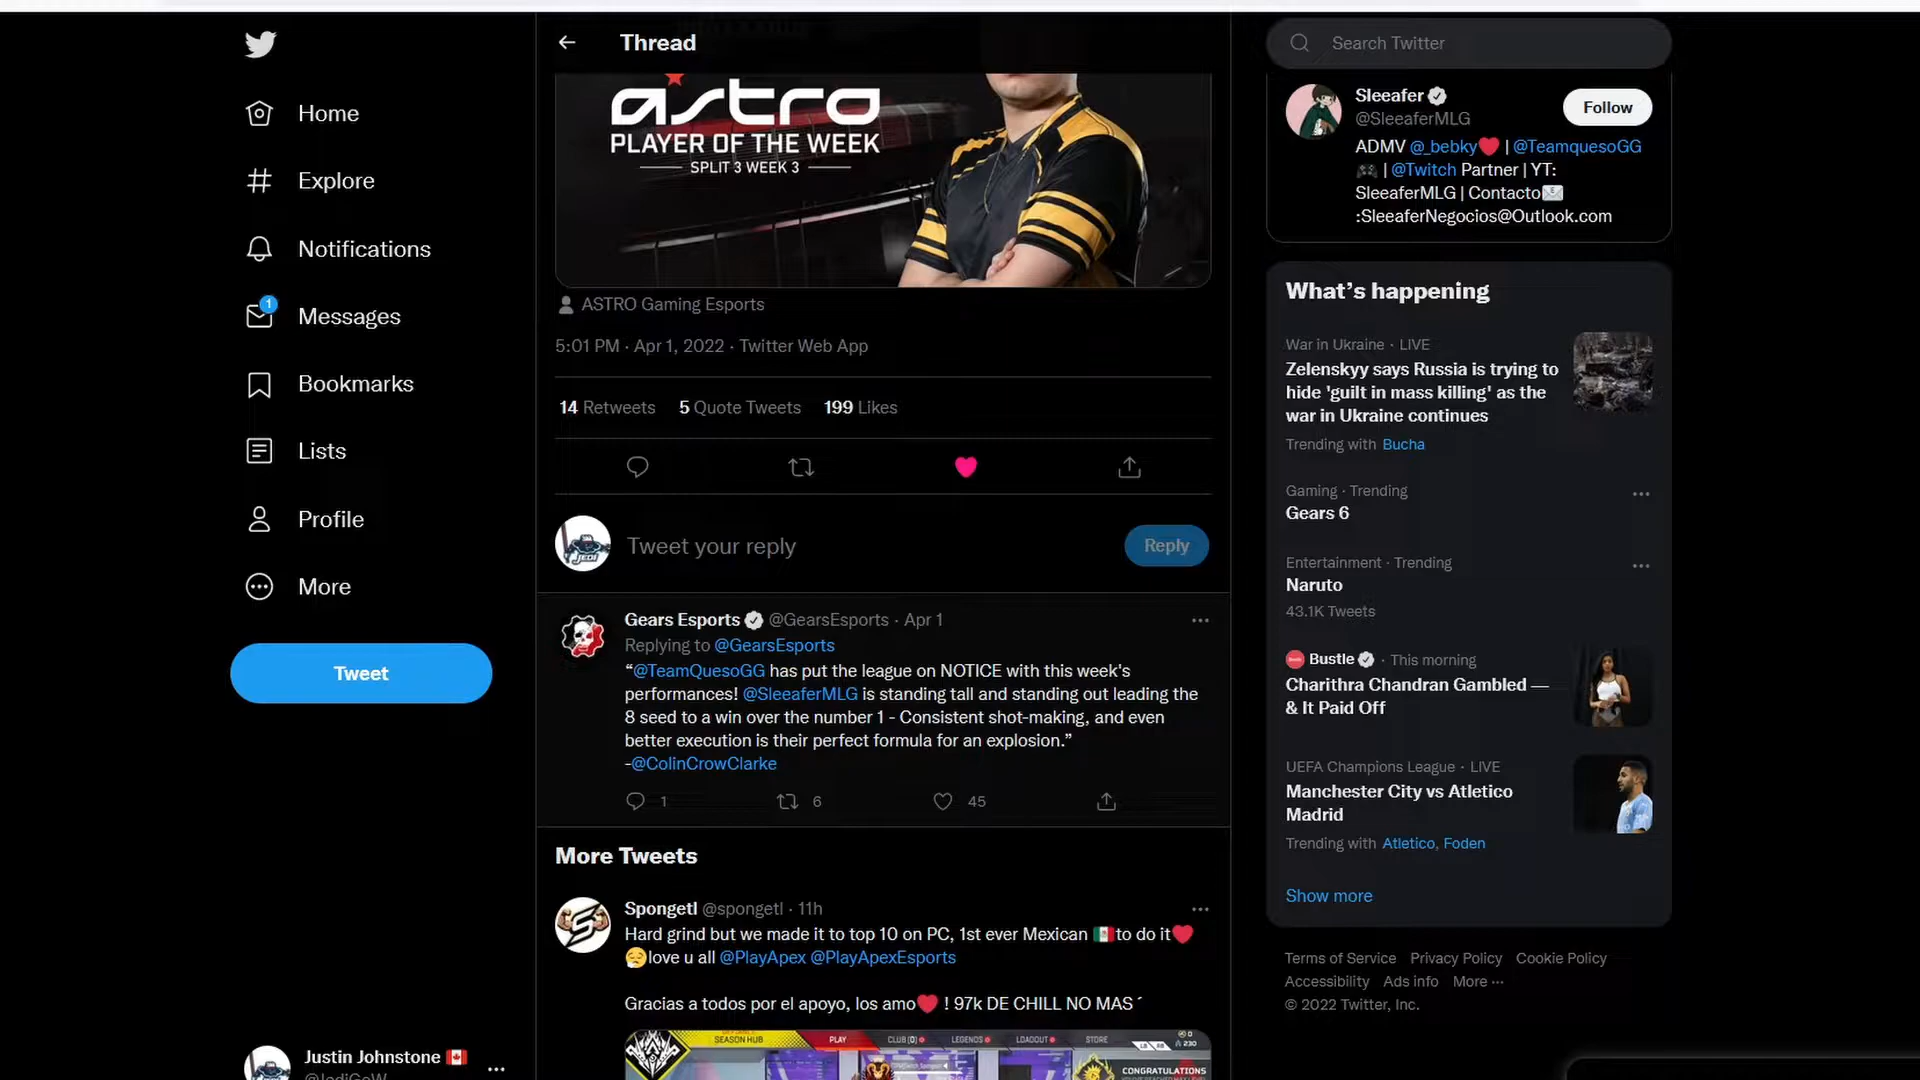 Home
Explore
Notifications
1
Messages
Bookmarks
Lists
Profile
More
Tweet
Justin Johnstone
Thread
astro
PLAYER OF THE WEEK
SPLIT 3 WEEK 3
ASTRO Gaming Esports
5:01 PM · Apr 1, 2022 · Twitter Web App
14 Retweets 5 Quote Tweets 199 Likes
Tweet your reply
Reply
JEDI
Gears Esports @GearsEsports · Apr 1
Replying to @GearsEsports
“@TeamQuesoGG has put the league on NOTICE with this week's
performances! @SleeaferMLG is standing tall and standing out leading the
8 seed to a win over the number 1 - Consistent shot-making, and even
better execution is their perfect formula for an explosion.”
-@ColinCrowClarke
1 6 45
More Tweets
Spongetl @spongetl · 11h
Hard grind but we made it to top 10 on PC, 1st ever Mexican 🇲🇽to do it❤️
😮‍💨love u all @PlayApex @PlayApexEsports
Gracias a todos por el apoyo, los amo❤️ ! 97k DE CHILL NO MAS ´
SEASON HUB PLAY CLUB (0) LEGENDS LOADOUT STORE
230
CONGRATULATIONS
Search Twitter
Sleeafer
@SleeaferMLG
Follow
ADMV @_bebky❤️ | @TeamquesoGG
🎮 | @Twitch Partner | YT:
SleeaferMLG | Contacto✉️
:SleeaferNegocios@Outlook.com
What’s happening
War in Ukraine · LIVE
Zelenskyy says Russia is trying to
hide 'guilt in mass killing' as the
war in Ukraine continues
Trending with Bucha
Gaming · Trending
Gears 6
Entertainment · Trending
Naruto
43.1K Tweets
Bustle · This morning
Charithra Chandran Gambled —
& It Paid Off
UEFA Champions League · LIVE
Manchester City vs Atletico
Madrid
Trending with Atletico, Foden
Show more
Terms of Service Privacy Policy Cookie Policy
Accessibility Ads info More ···
© 2022 Twitter, Inc.